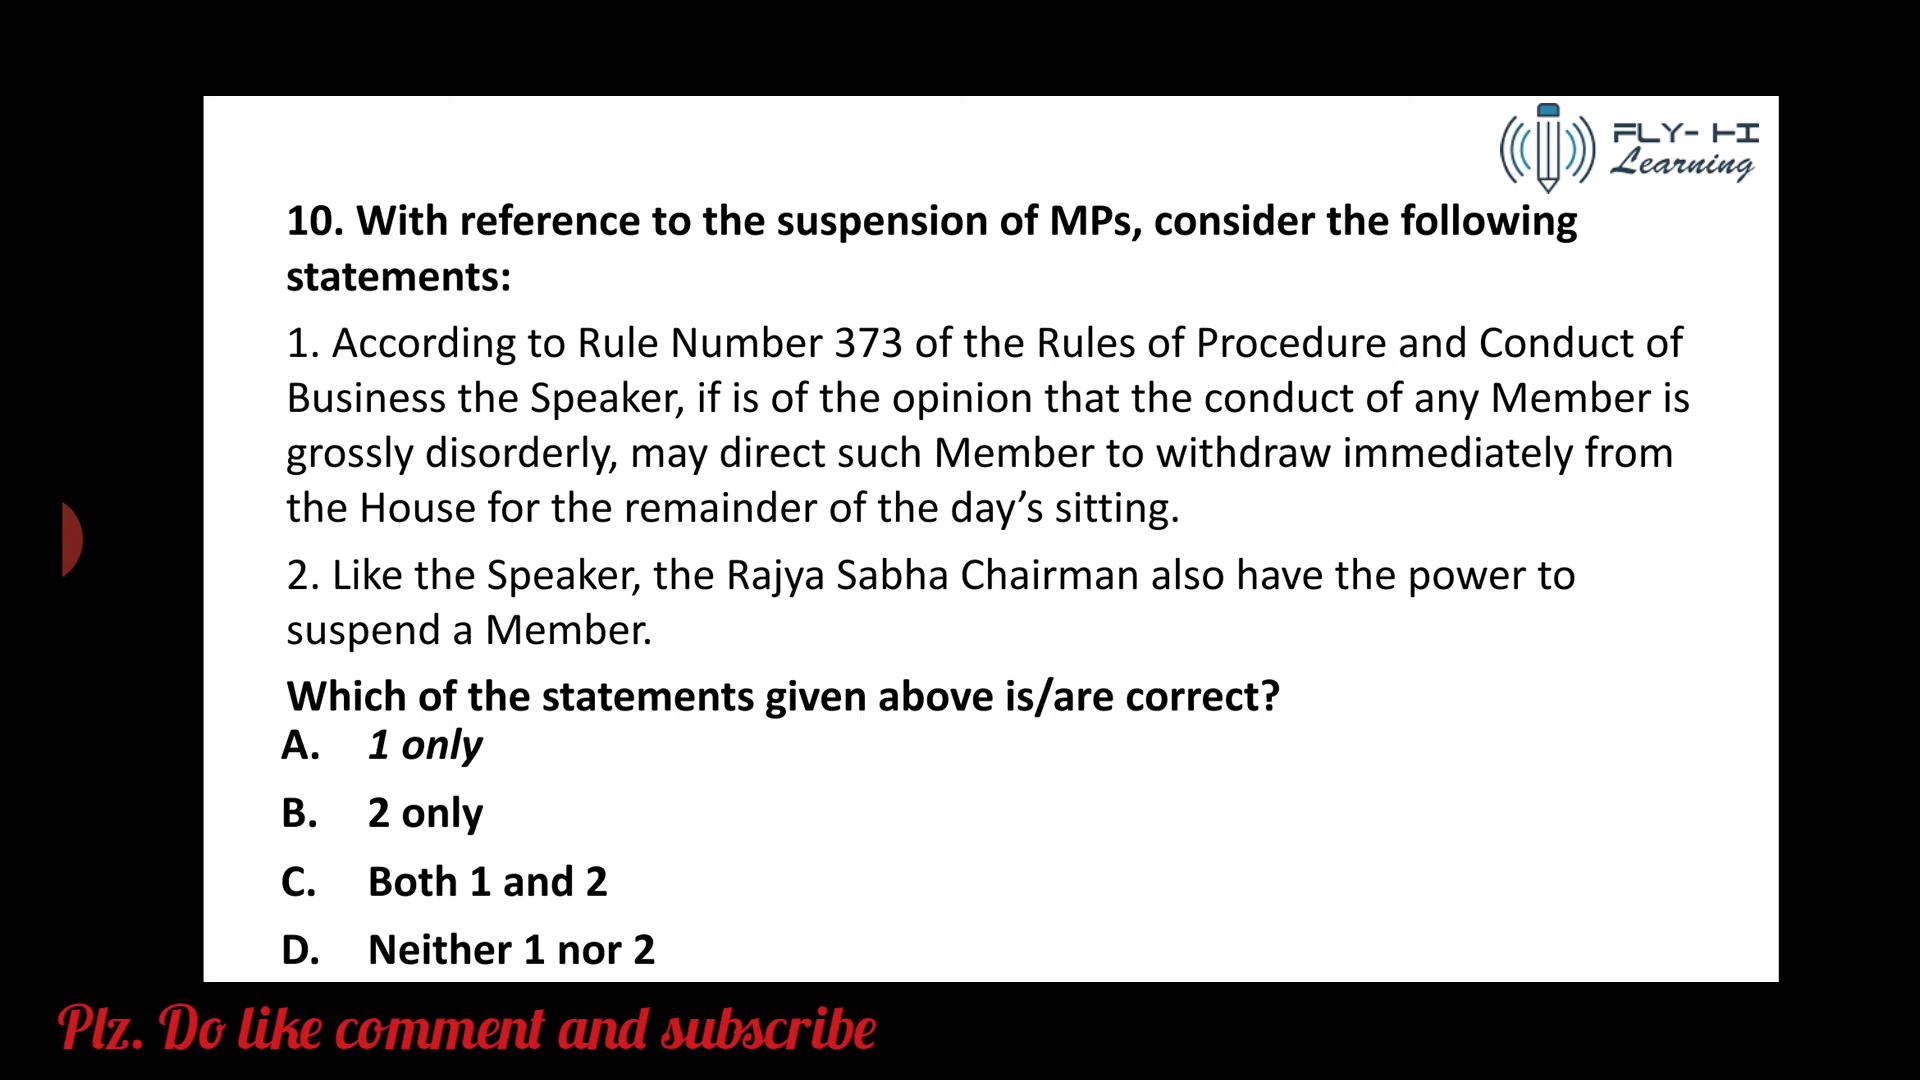 FLY- HI
Learning
10. With reference to the suspension of MPs, consider the following
statements:
1. According to Rule Number 373 of the Rules of Procedure and Conduct of
Business the Speaker, if is of the opinion that the conduct of any Member is
grossly disorderly, may direct such Member to withdraw immediately from
the House for the remainder of the day’s sitting.
2. Like the Speaker, the Rajya Sabha Chairman also have the power to
suspend a Member.
Which of the statements given above is/are correct?
A. 1 only
B. 2 only
C. Both 1 and 2
D. Neither 1 nor 2
Plz. Do like comment and subscribe